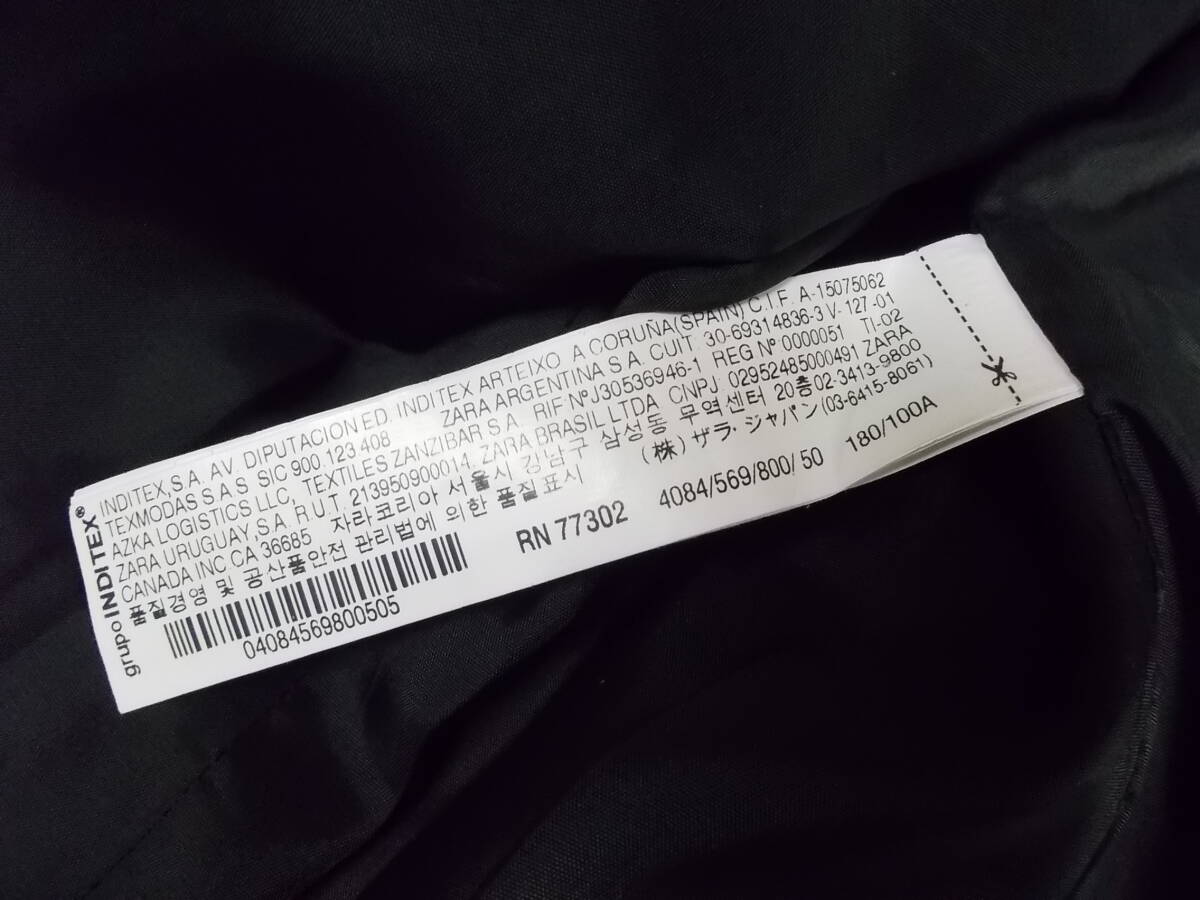 grupo INDITEX®
INDITEX,S.A. AV. DIPUTACION ED. INDITEX ARTEIXO A CORUÑA(SPAIN) C.I.F. A-15075062
TEXMODAS S.A.S. SIC 900.123.408 ZARA ARGENTINA S.A. CUIT. 30-69314836-3 V- 127-01
AZKA LOGISTICS LLC, TEXTILES ZANZIBAR S.A. RIF:NºJ30536946-1 REG Nº 0000051 TI-02
ZARA URUGUAY,S.A. R.U.T. 213950900014, ZARA BRASIL LTDA. CNPJ: 02952485000491 ZARA
CANADA INC CA 36685 자라코리아 서울시 강남구 삼성동 무역센터 20층02-3413-9800
품질경영 및 공산품안전 관리법에 의한 품질표시 (株) ザラ・ジャパン(03-6415-8061)
RN 77302 4084/569/800/ 50 180/100A
04084569800505